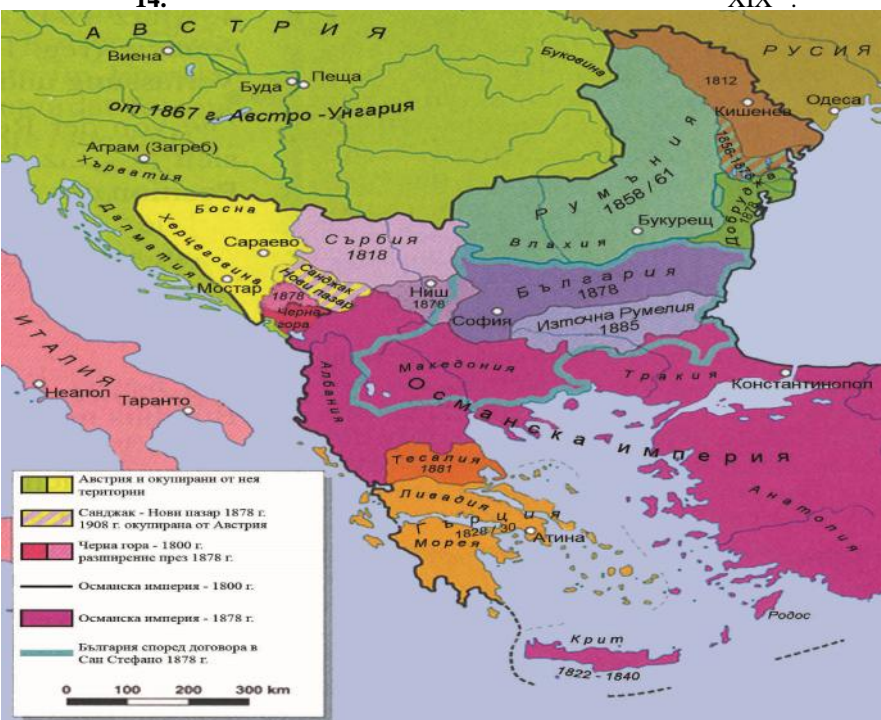 14.
XIX
.
АВСТРИЯ
Виена
Буда
Пеща
Буковина
РУСИЯ
1812
Кишенев
Одеса
от 1867 г. Австро -Унгария
Аграм (Загреб)
Хърватия
1856-1878
Румъния
1858 / 61
Добруджа
1878
Босна
Далматия
Херцеговина
Сараево
Сърбия
1818
Букурещ
Влахия
Санджак
Нови пазар
Мостар
1878
Черна
гора
Ниш
1878
България
1878
София
Източна Румелия
1885
ИТАЛИЯ
Македония
Тракия
Константинопол
Албания
Неапол
Таранто
Османска империя
Тесалия
1881
Анатолия
Ливадия
Гърция
1828 / 30
Морея
Атина
Родос
Крит
1822 - 1840
Австрия и окупирани от нея
територии
Санджак - Нови пазар 1878 г.
1908 г. окупирана от Австрия
Черна гора - 1800 г.
разширение през 1878 г.
Османска империя - 1800 г.
Османска империя - 1878 г.
България според договора в
Сан Стефано 1878 г.
0 100 200 300 km